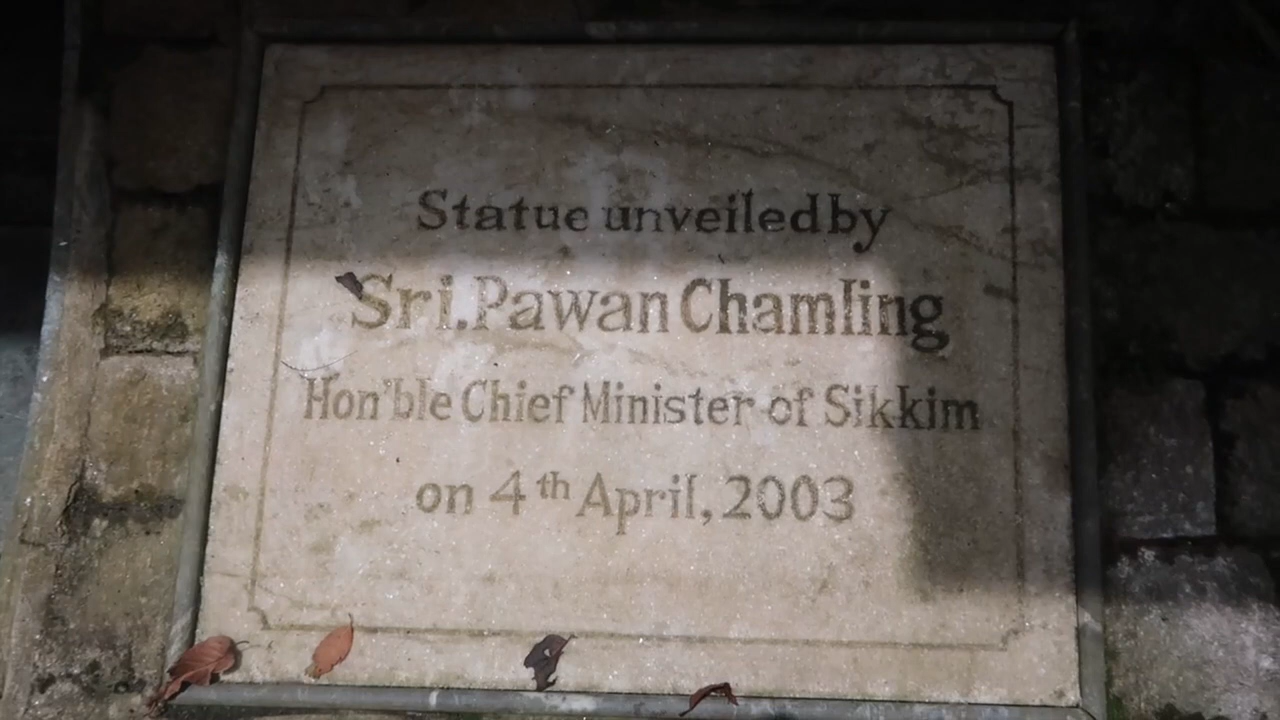 Statue unveiled by
Sri. Pawan Chamling
Hon'ble Chief Minister of Sikkim
on 4th April, 2003